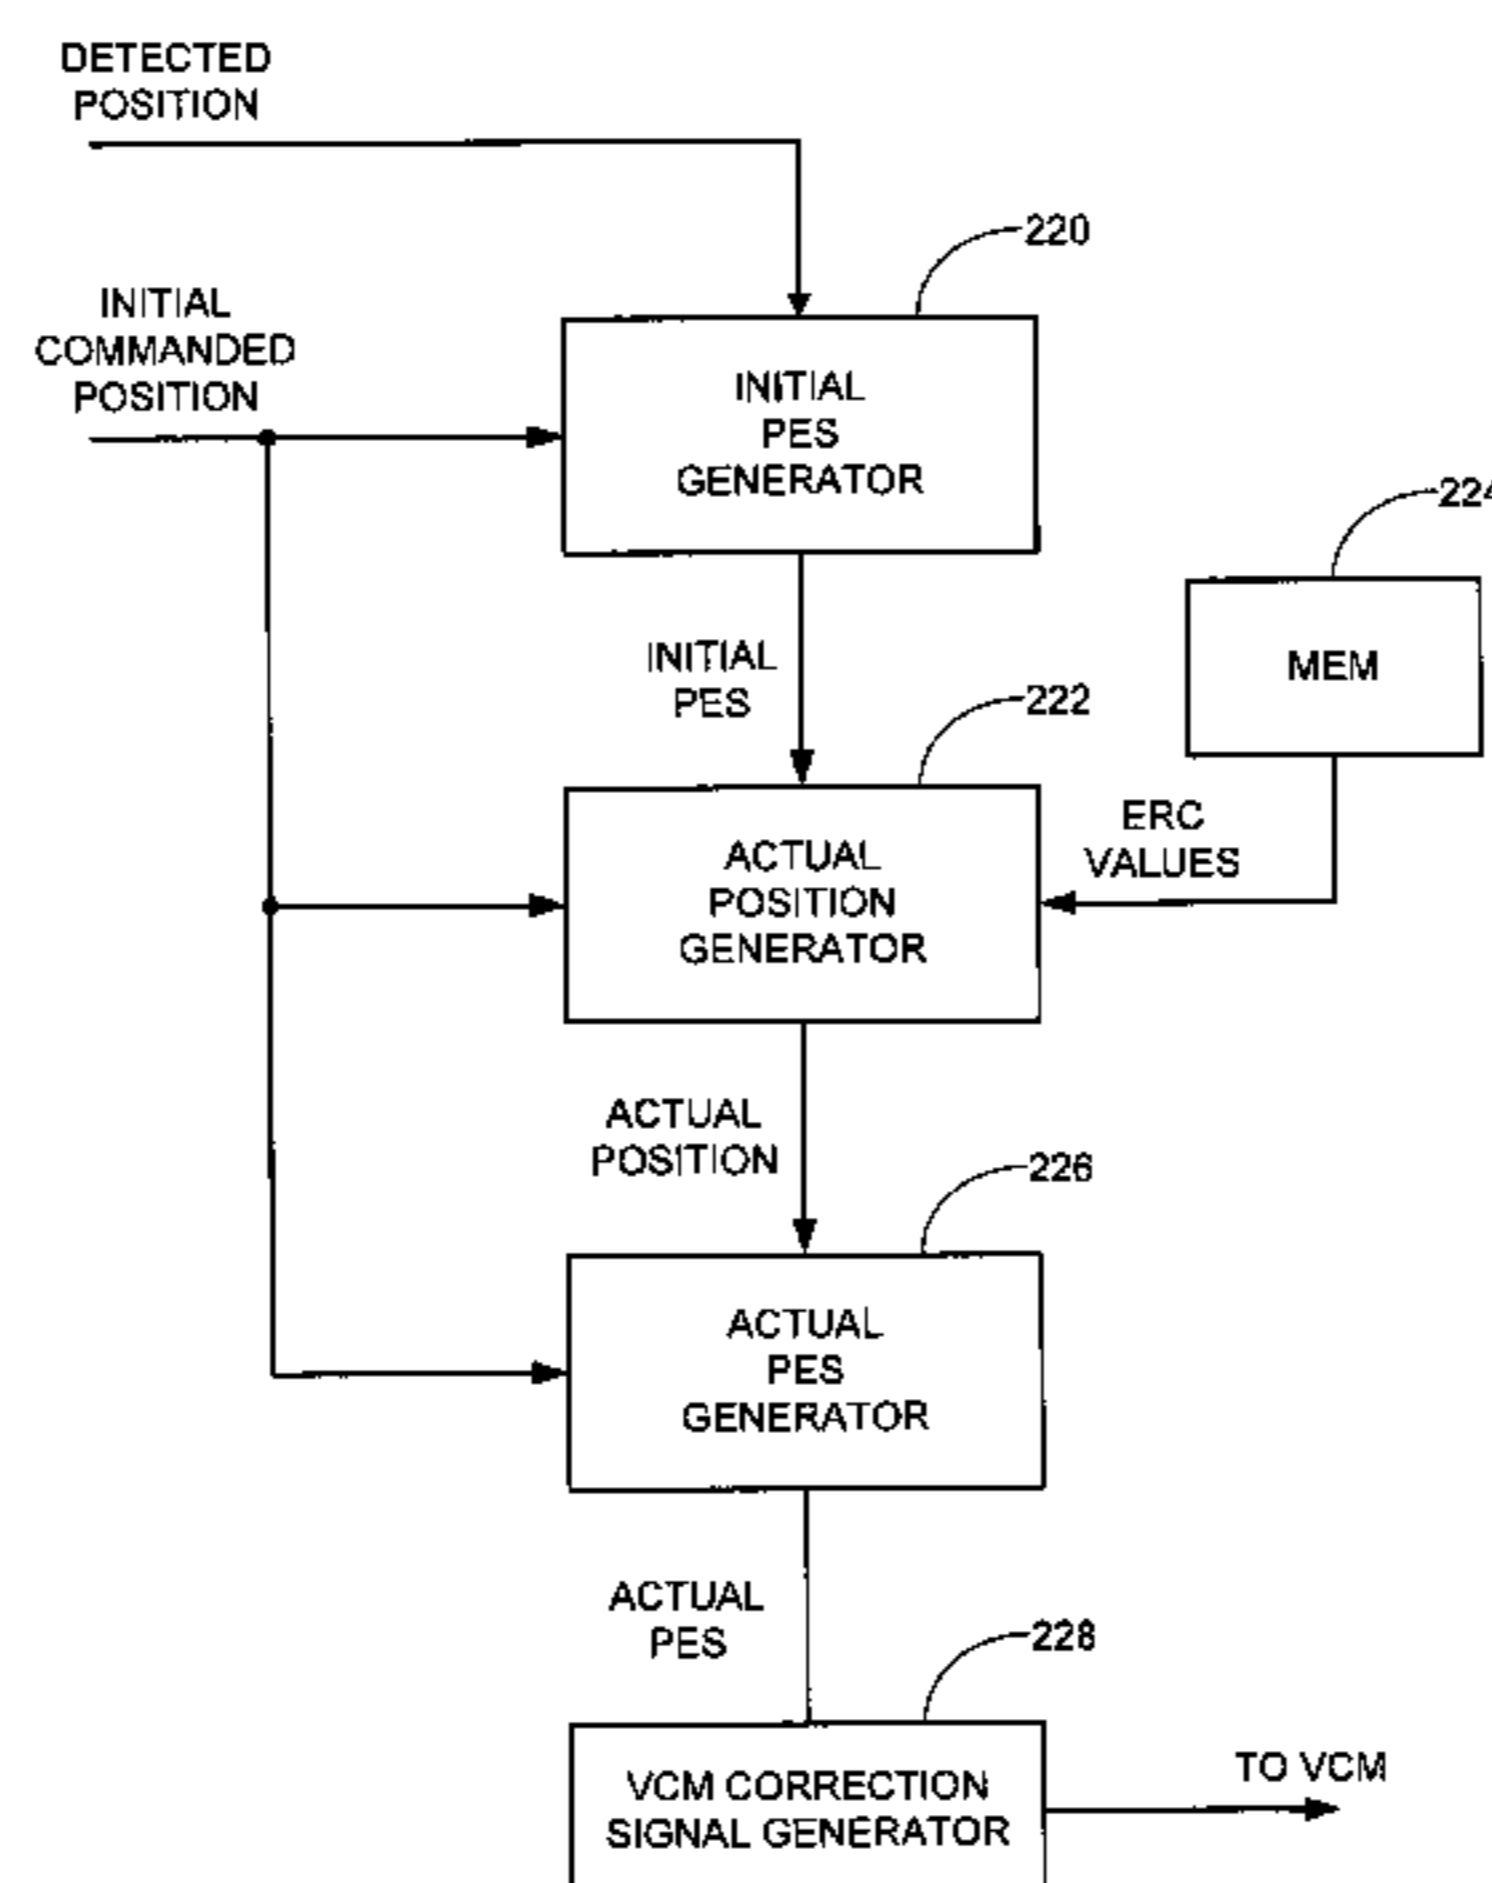 DETECTED
POSITION
220
INITIAL
COMMANDED
POSITION
INITIAL
PES
GENERATOR
224
MEM
INITIAL
PES
222
ERC
VALUES
ACTUAL
POSITION
GENERATOR
ACTUAL
POSITION
226
ACTUAL
PES
GENERATOR
ACTUAL
PES
228
VCM CORRECTION
SIGNAL GENERATOR
TO VCM